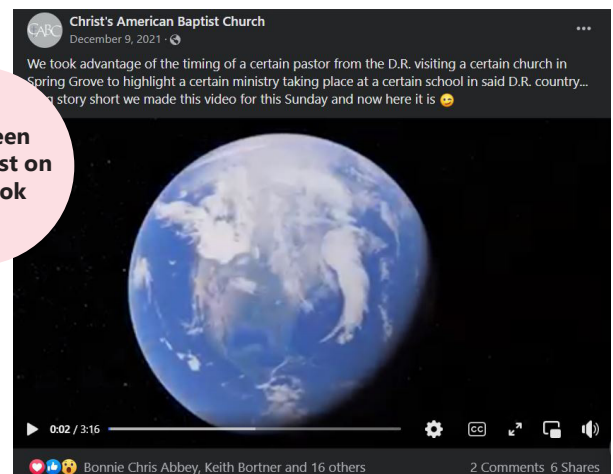 CABC
Christ's American Baptist Church
December 9, 2021 ·
We took advantage of the timing of a certain pastor from the D.R. visiting a certain church in
Spring Grove to highlight a certain ministry taking place at a certain school in said D.R. country...
story short we made this video for this Sunday and now here it is
een
st on
ok
0:02 / 3:16
CC
Bonnie Chris Abbey, Keith Bortner and 16 others
2 Comments 6 Shares